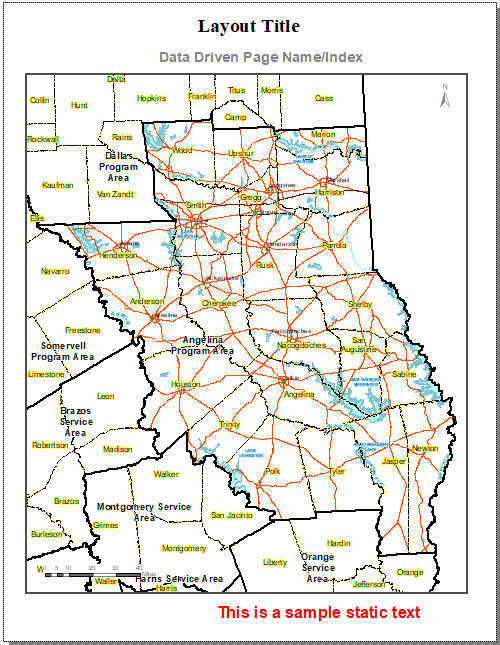 Layout Title
Data Driven Page Name/Index
N
Delta
Titus
Morris
Collin
Hunt
Hopkins
Franklin
Cass
Camp
Rockwall
Rains
Marion
Wood
Upshur
Dallas
Program
Area
Kaufman
Van Zandt
Harrison
Gregg
Smith
Ellis
Henderson
Rusk
Parrola
Navarro
Anderson
Cherokee
Shelby
Freestone
Angelina
Program Area
Nacogdoches
Nacogdoches
San
Augustine
Somervell
Program Area
Limestone
Houston
Sabine
Leon
Angelina
Brazos
Service
Area
Trinity
Robertson
Madison
LAKE
LIVINGSTON
Newton
Jasper
Walker
Polk
Tyler
Brazos
Montgomery Service
Area
San Jacinto
Grimes
Burleson
Montgomery
Hardin
Liberty
Orange
Service
Area
Orange
W
0 5 10 20 30 40
Miles
Waller
Harris Service Area
Harris
Jefferson
This is a sample static text